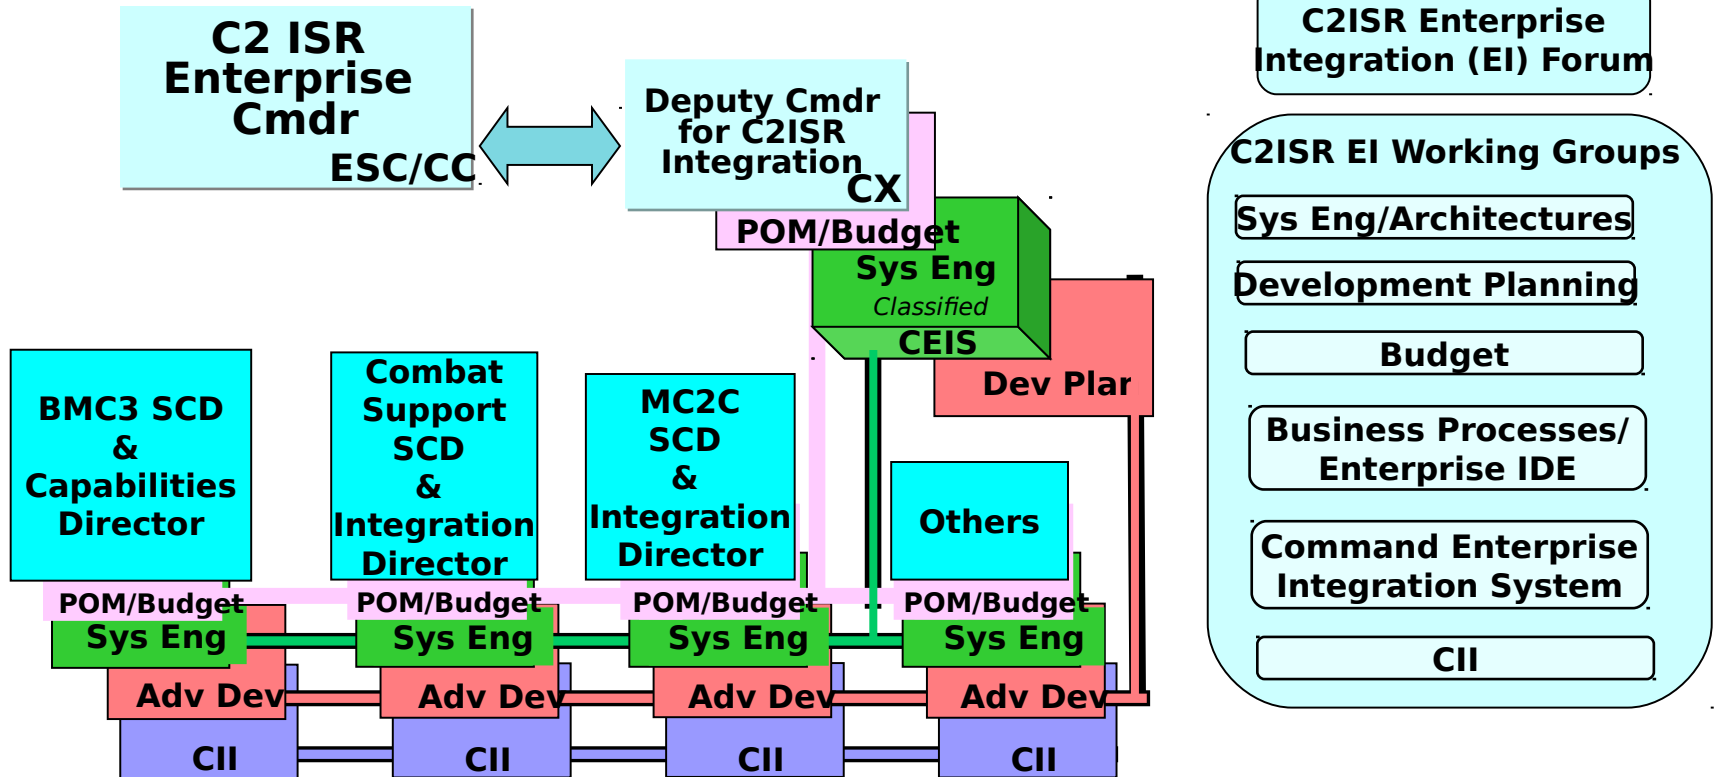 C2 ISR
Enterprise
Cmdr
ESC/CC
Deputy Cmdr
for C2ISR
Integration
CX
POM/Budget
Sys Eng
Classified
CEIS
Dev Plan
BMC3 SCD
&
Capabilities
Director
Combat
Support
SCD
&
Integration
Director
MC2C
SCD
&
Integration
Director
Others
POM/Budget
POM/Budget
POM/Budget
POM/Budget
Sys Eng
Sys Eng
Sys Eng
Sys Eng
Adv Dev
Adv Dev
Adv Dev
Adv Dev
CII
CII
CII
CII
C2ISR Enterprise
Integration (EI) Forum
C2ISR EI Working Groups
Sys Eng/Architectures
Development Planning
Budget
Business Processes/
Enterprise IDE
Command Enterprise
Integration System
CII